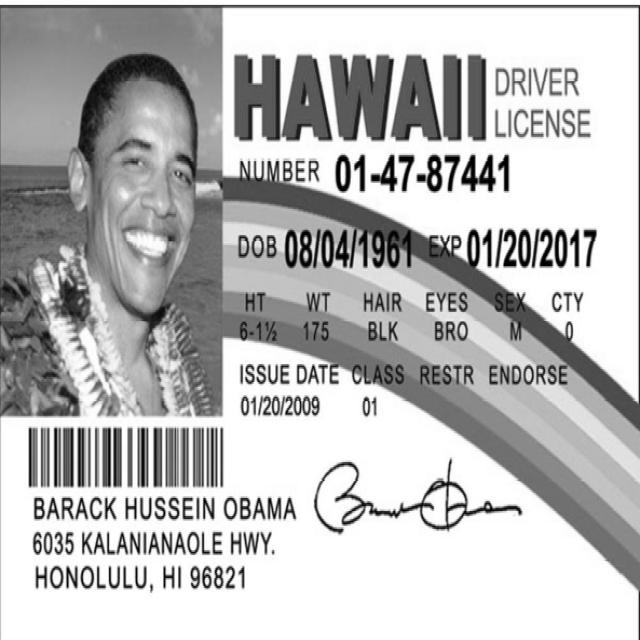 HAWAII DRIVER LICENSE
NUMBER 01-47-87441
DOB 08/04/1961 EXP 01/20/2017
HT WT HAIR EYES SEX CTY
6-1½ 175 BLK BRO M 0
ISSUE DATE CLASS RESTR ENDORSE
01/20/2009 01
BARACK HUSSEIN OBAMA
6035 KALANIANAOLE HWY.
HONOLULU, HI 96821